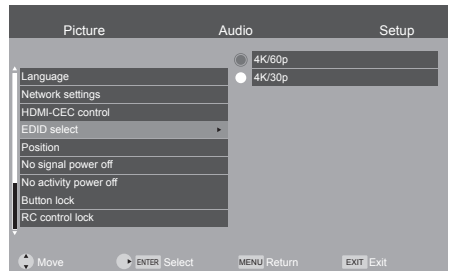 Picture Audio Setup
4K/60p
4K/30p
Language
Network settings
HDMI-CEC control
EDID select
Position
No signal power off
No activity power off
Button lock
RC control lock
Move ENTER Select MENU Return EXIT Exit